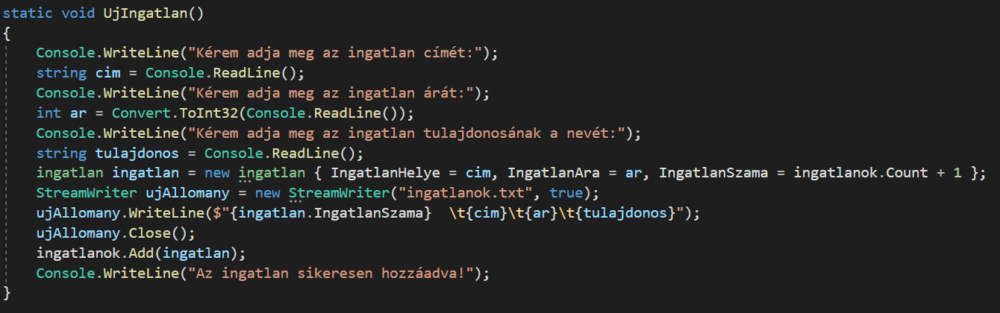 static void UjIngatlan()
{
Console.WriteLine("Kérem adja meg az ingatlan címét:");
string cim = Console.ReadLine();
Console.WriteLine("Kérem adja meg az ingatlan árát:");
int ar = Convert.ToInt32(Console.ReadLine());
Console.WriteLine("Kérem adja meg az ingatlan tulajdonosának a nevét:");
string tulajdonos = Console.ReadLine();
ingatlan ingatlan = new ingatlan { IngatlanHelye = cim, IngatlanAra = ar, IngatlanSzama = ingatlanok.Count + 1 };
StreamWriter ujAllomany = new StreamWriter("ingatlanok.txt", true);
ujAllomany.WriteLine($"{ingatlan.IngatlanSzama}  \t{cim}\t{ar}\t{tulajdonos}");
ujAllomany.Close();
ingatlanok.Add(ingatlan);
Console.WriteLine("Az ingatlan sikeresen hozzáadva!");
}